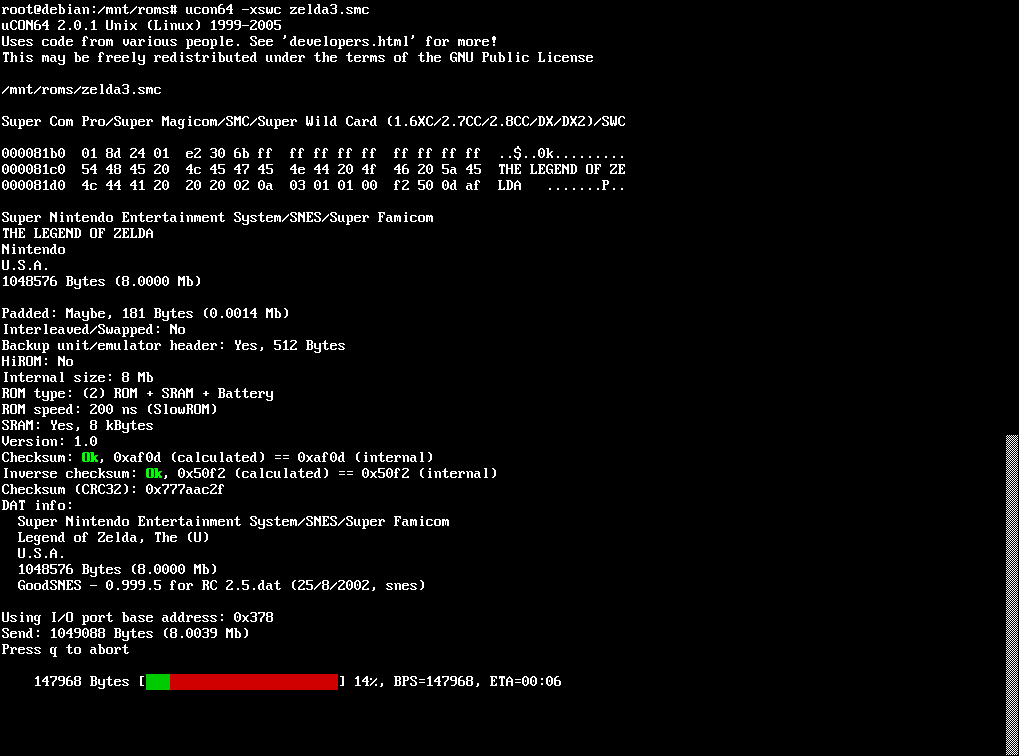 root@debian:/mnt/roms# ucon64 -xswc zelda3.smc
uCON64 2.0.1 Unix (Linux) 1999-2005
Uses code from various people. See 'developers.html' for more!
This may be freely redistributed under the terms of the GNU Public License
/mnt/roms/zelda3.smc
Super Com Pro/Super Magicom/SMC/Super Wild Card (1.6XC/2.7CC/2.8CC/DX/DX2)/SWC
000081b0  01 8d 24 01  e2 30 6b ff  ff ff ff ff  ff ff ff ff  ..$..0k.........
000081c0  54 48 45 20  4c 45 47 45  4e 44 20 4f  46 20 5a 45  THE LEGEND OF ZE
000081d0  4c 44 41 20  20 20 02 0a  03 01 01 00  f2 50 0d af  LDA   .......P..
Super Nintendo Entertainment System/SNES/Super Famicom
THE LEGEND OF ZELDA
Nintendo
U.S.A.
1048576 Bytes (8.0000 Mb)
Padded: Maybe, 181 Bytes (0.0014 Mb)
Interleaved/Swapped: No
Backup unit/emulator header: Yes, 512 Bytes
HiROM: No
Internal size: 8 Mb
ROM type: (2) ROM + SRAM + Battery
ROM speed: 200 ns (SlowROM)
SRAM: Yes, 8 kBytes
Version: 1.0
Checksum: Ok, 0xaf0d (calculated) == 0xaf0d (internal)
Inverse checksum: Ok, 0x50f2 (calculated) == 0x50f2 (internal)
Checksum (CRC32): 0x777aac2f
DAT info:
  Super Nintendo Entertainment System/SNES/Super Famicom
  Legend of Zelda, The (U)
  U.S.A.
  1048576 Bytes (8.0000 Mb)
  GoodSNES - 0.999.5 for RC 2.5.dat (25/8/2002, snes)
Using I/O port base address: 0x378
Send: 1049088 Bytes (8.0039 Mb)
Press q to abort
    147968 Bytes [                        ] 14%, BPS=147968, ETA=00:06